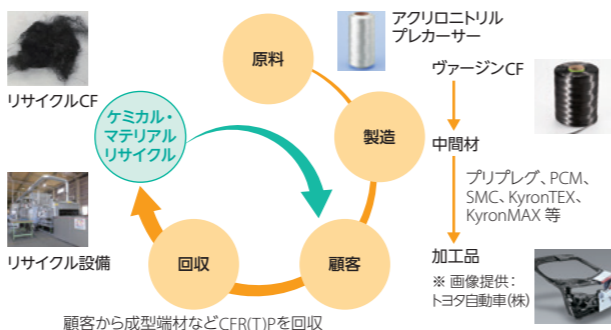 アクリロニトリル
プレカーサー
原料
ヴァージンCF
リサイクルCF
ケミカル・
マテリアル
リサイクル
製造
中間材
プリプレグ、PCM、
SMC、KyronTEX、
KyronMAX 等
リサイクル設備
回収
顧客
加工品
※ 画像提供：
トヨタ自動車(株)
顧客から成型端材などCFR(T)Pを回収